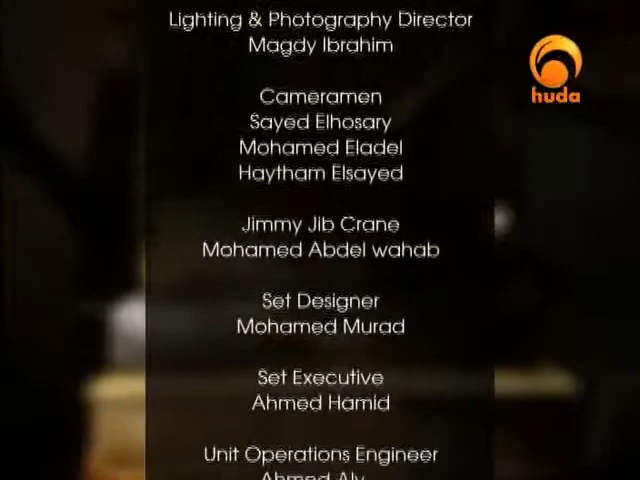 Lighting & Photography Director
Magdy Ibrahim
Cameramen
Sayed Elhosary
Mohamed Eladel
Haytham Elsayed
Jimmy Jib Crane
Mohamed Abdel wahab
Set Designer
Mohamed Murad
Set Executive
Ahmed Hamid
Unit Operations Engineer
Ahmed Aly
huda